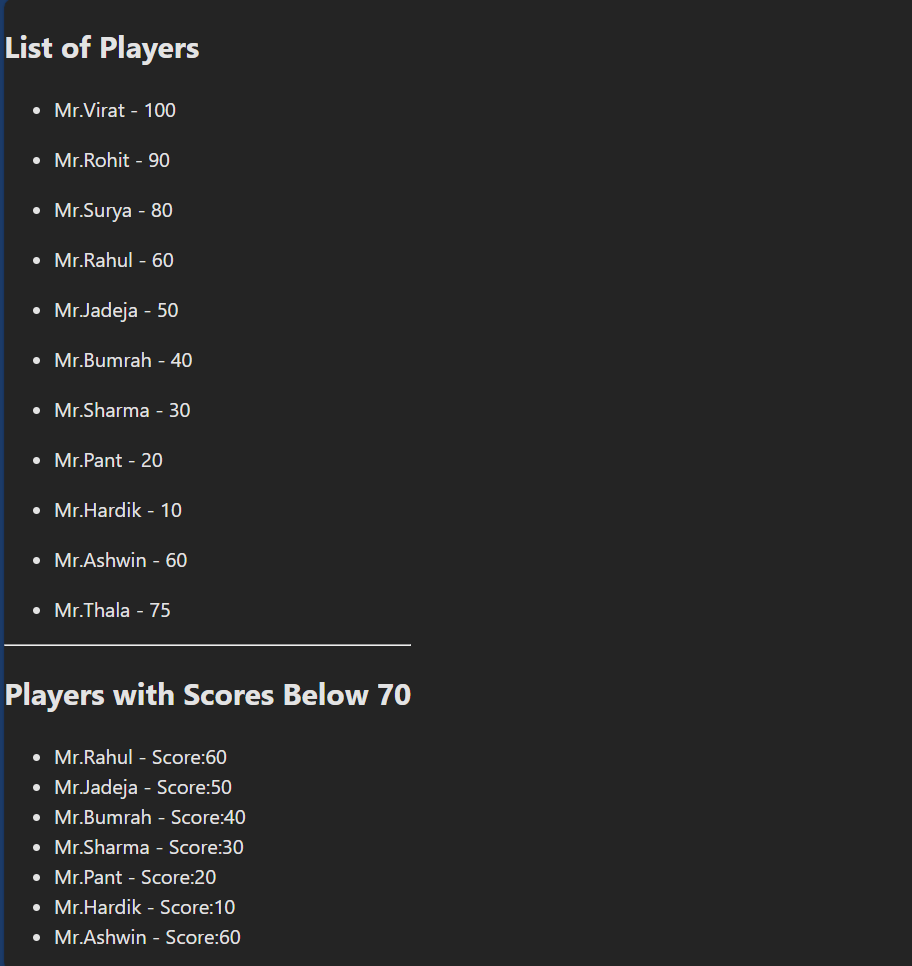 List of Players
Mr.Virat - 100
Mr.Rohit - 90
Mr.Surya - 80
Mr.Rahul - 60
Mr.Jadeja - 50
Mr.Bumrah - 40
Mr.Sharma - 30
Mr.Pant - 20
Mr.Hardik - 10
Mr.Ashwin - 60
Mr.Thala - 75
Players with Scores Below 70
Mr.Rahul - Score:60
Mr.Jadeja - Score:50
Mr.Bumrah - Score:40
Mr.Sharma - Score:30
Mr.Pant - Score:20
Mr.Hardik - Score:10
Mr.Ashwin - Score:60